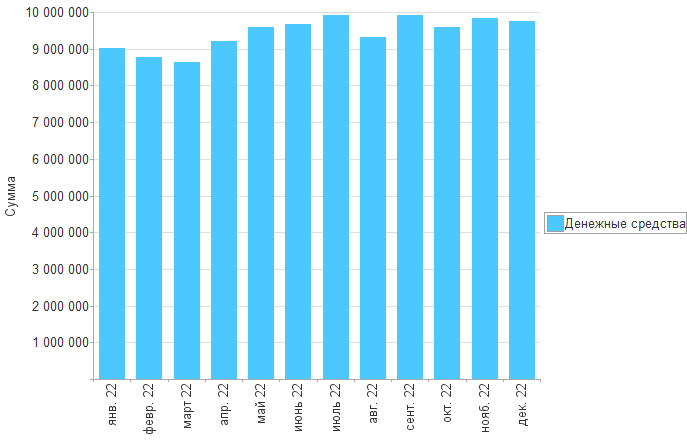 10 000 000
9 000 000
8 000 000
7 000 000
6 000 000
5 000 000
4 000 000
3 000 000
2 000 000
1 000 000
Сумма
янв. 22
февр. 22
март 22
апр. 22
май 22
июнь 22
июль 22
авг. 22
сент. 22
окт. 22
нояб. 22
дек. 22
Денежные средства